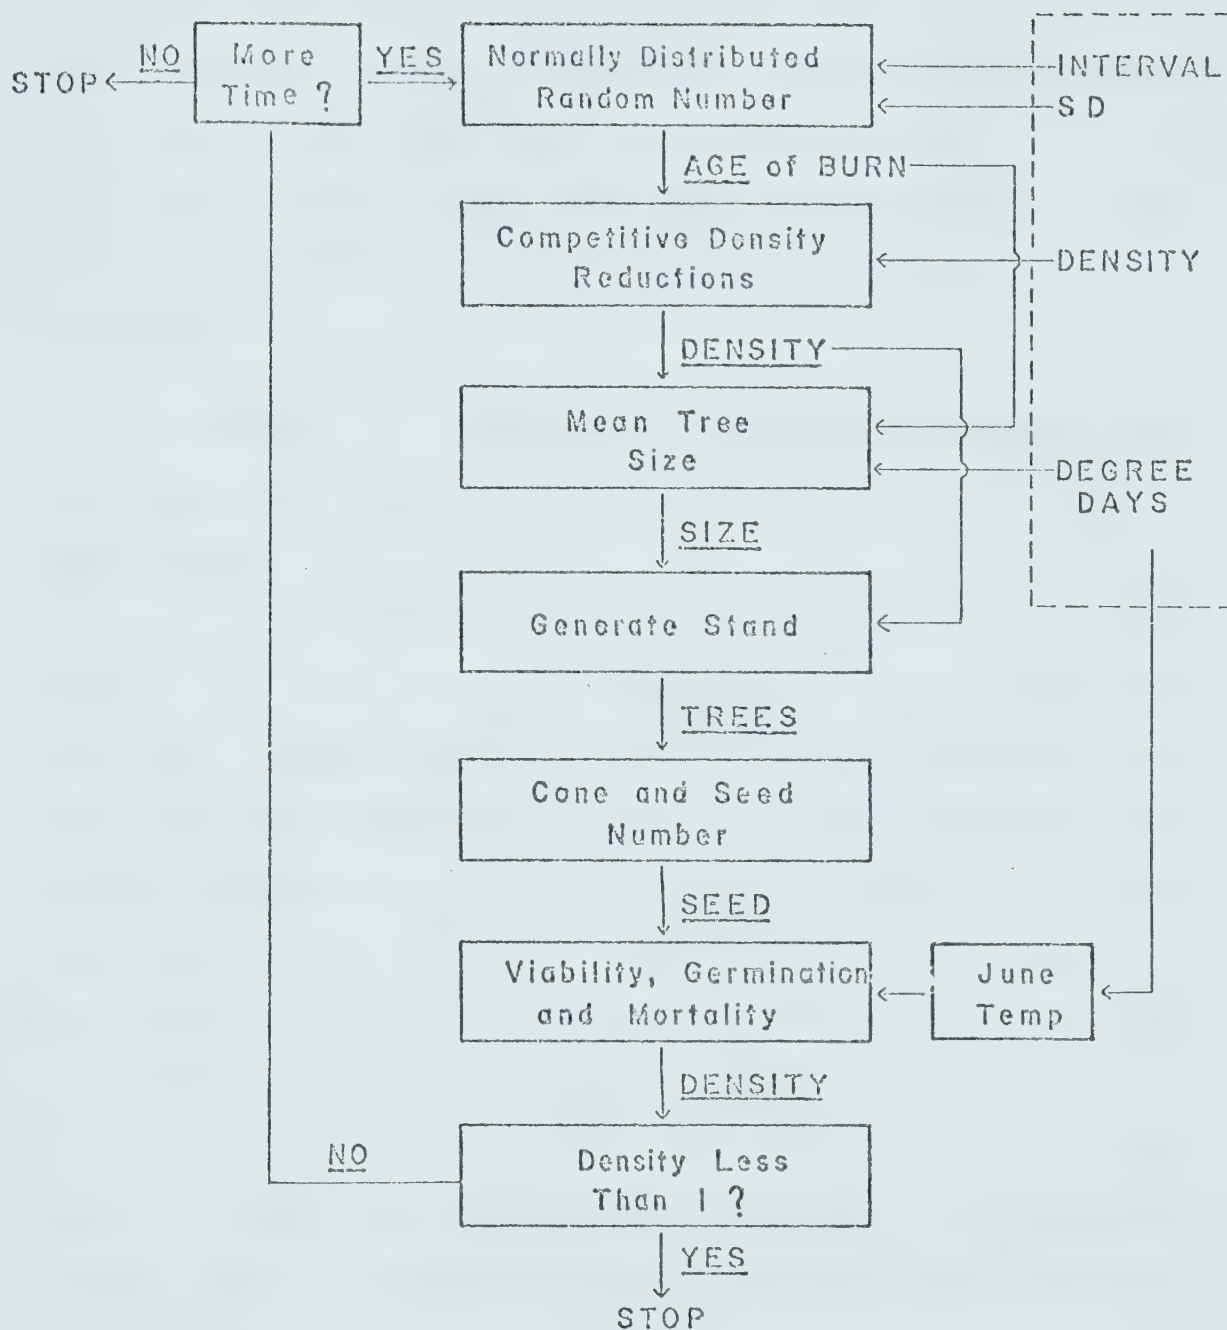 STOP
NO
More
Time ?
YES
Normally Distributed
Random Number
INTERVAL
SD
AGE of BURN
Competitive Density
Reductions
DENSITY
DENSITY
Mean Tree
Size
DEGREE
DAYS
SIZE
Generate Stand
TREES
Cone and Seed
Number
SEED
Viability, Germination
and Mortality
June
Temp
DENSITY
NO
Density Less
Than 1 ?
YES
STOP